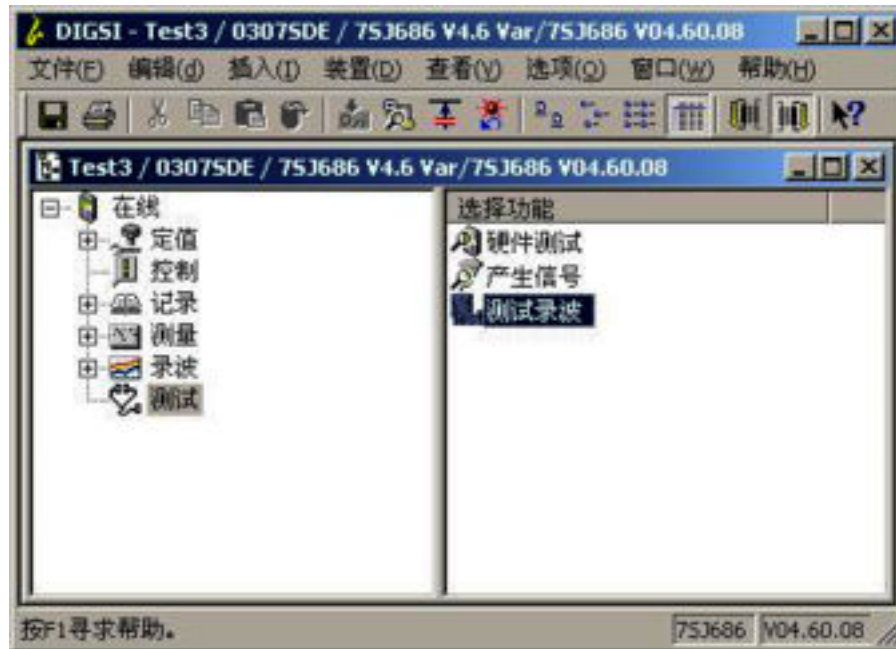 DIGSI - Test3 / 0307SDE / 7SJ686 V4.6 Var/7SJ686 V04.60.08
文件(F) 编辑(d) 插入(I) 装置(D) 查看(V) 选项(O) 窗口(W) 帮助(H)
Test3 / 0307SDE / 7SJ686 V4.6 Var/7SJ686 V04.60.08
在线
定值
控制
记录
测量
录波
测试
选择功能
硬件测试
产生信号
测试录波
按F1寻求帮助。
7SJ686 V04.60.08